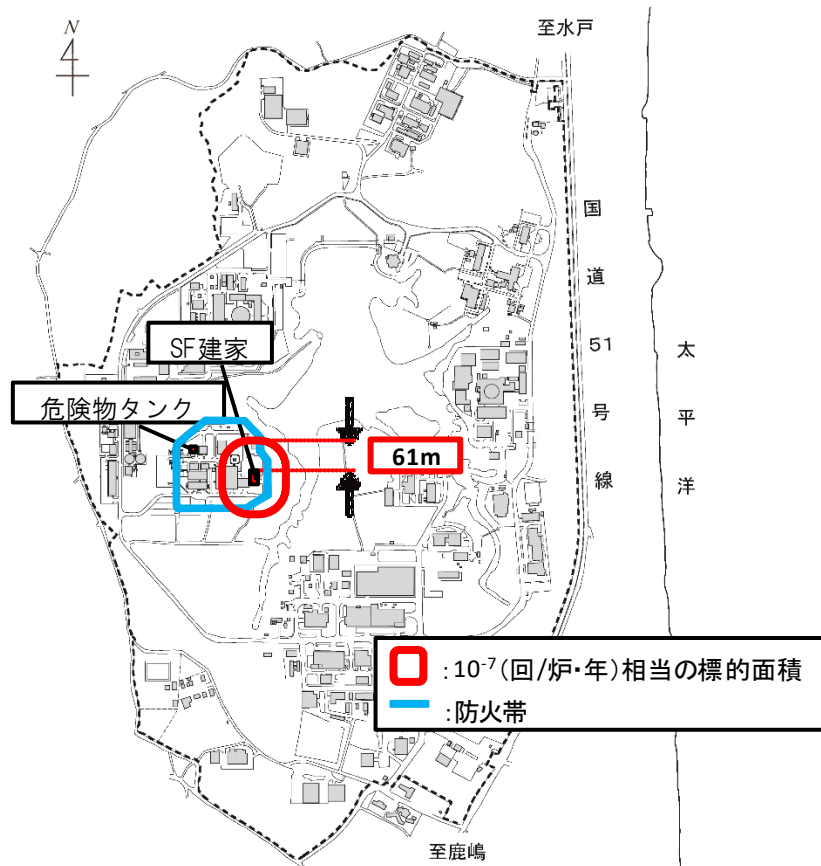 N
至水戸
国道51号線
太平洋
SF建家
危険物タンク
61m
:10⁻⁷(回/炉・年)相当の標的面積
:防火帯
至鹿嶋